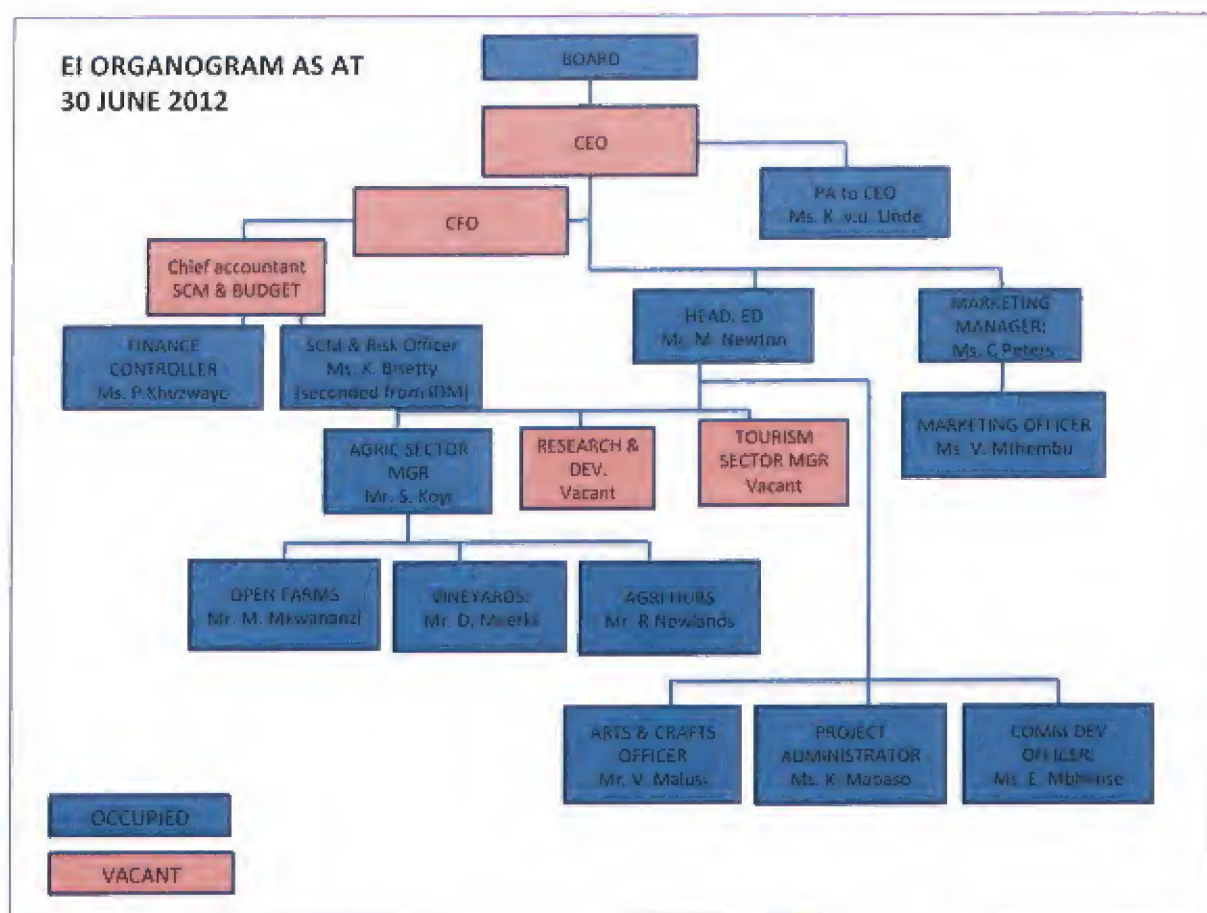 EI ORGANOGRAM AS AT
30 JUNE 2012
BOARD
CEO
PA to CEO
Ms. K. v.d. Linde
CFO
Chief accountant
SCM & BUDGET
FINANCE
CONTROLLER
Ms. P.Khuzwayo
SCM & Risk Officer
Ms. K. Bisetty
(seconded from iDM)
HEAD. ED
M. Newton
MARKETING
MANAGER:
Ms. C Peters
MARKETING OFFICER
Ms. V. Mthembu
AGRIC SECTOR
MGR
Mr. S.
RESEARCH &
DEV.
Vacant
TOURISM
SECTOR MGR
Vacant
OPEN FARMS
Mr. M. Mkwananzi
VINEYARDS:
Mr. D.
AGRI HUBS
Mr. R Newlands
ARTS & CRAFTS
OFFICER
Mr. V.
PROJECT
ADMINISTRATOR
Ms. K. Mabaso
COMM DEV
OFFICER:
Ms. E.
OCCUPIED
VACANT